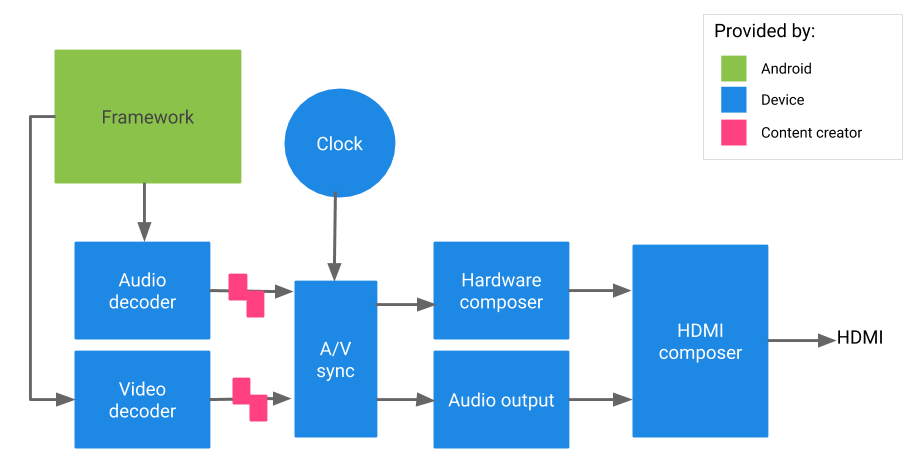 Provided by:
Android
Device
Content creator
Framework
Clock
Audio
decoder
Hardware
composer
A/V
sync
HDMI
composer
HDMI
Video
decoder
Audio output